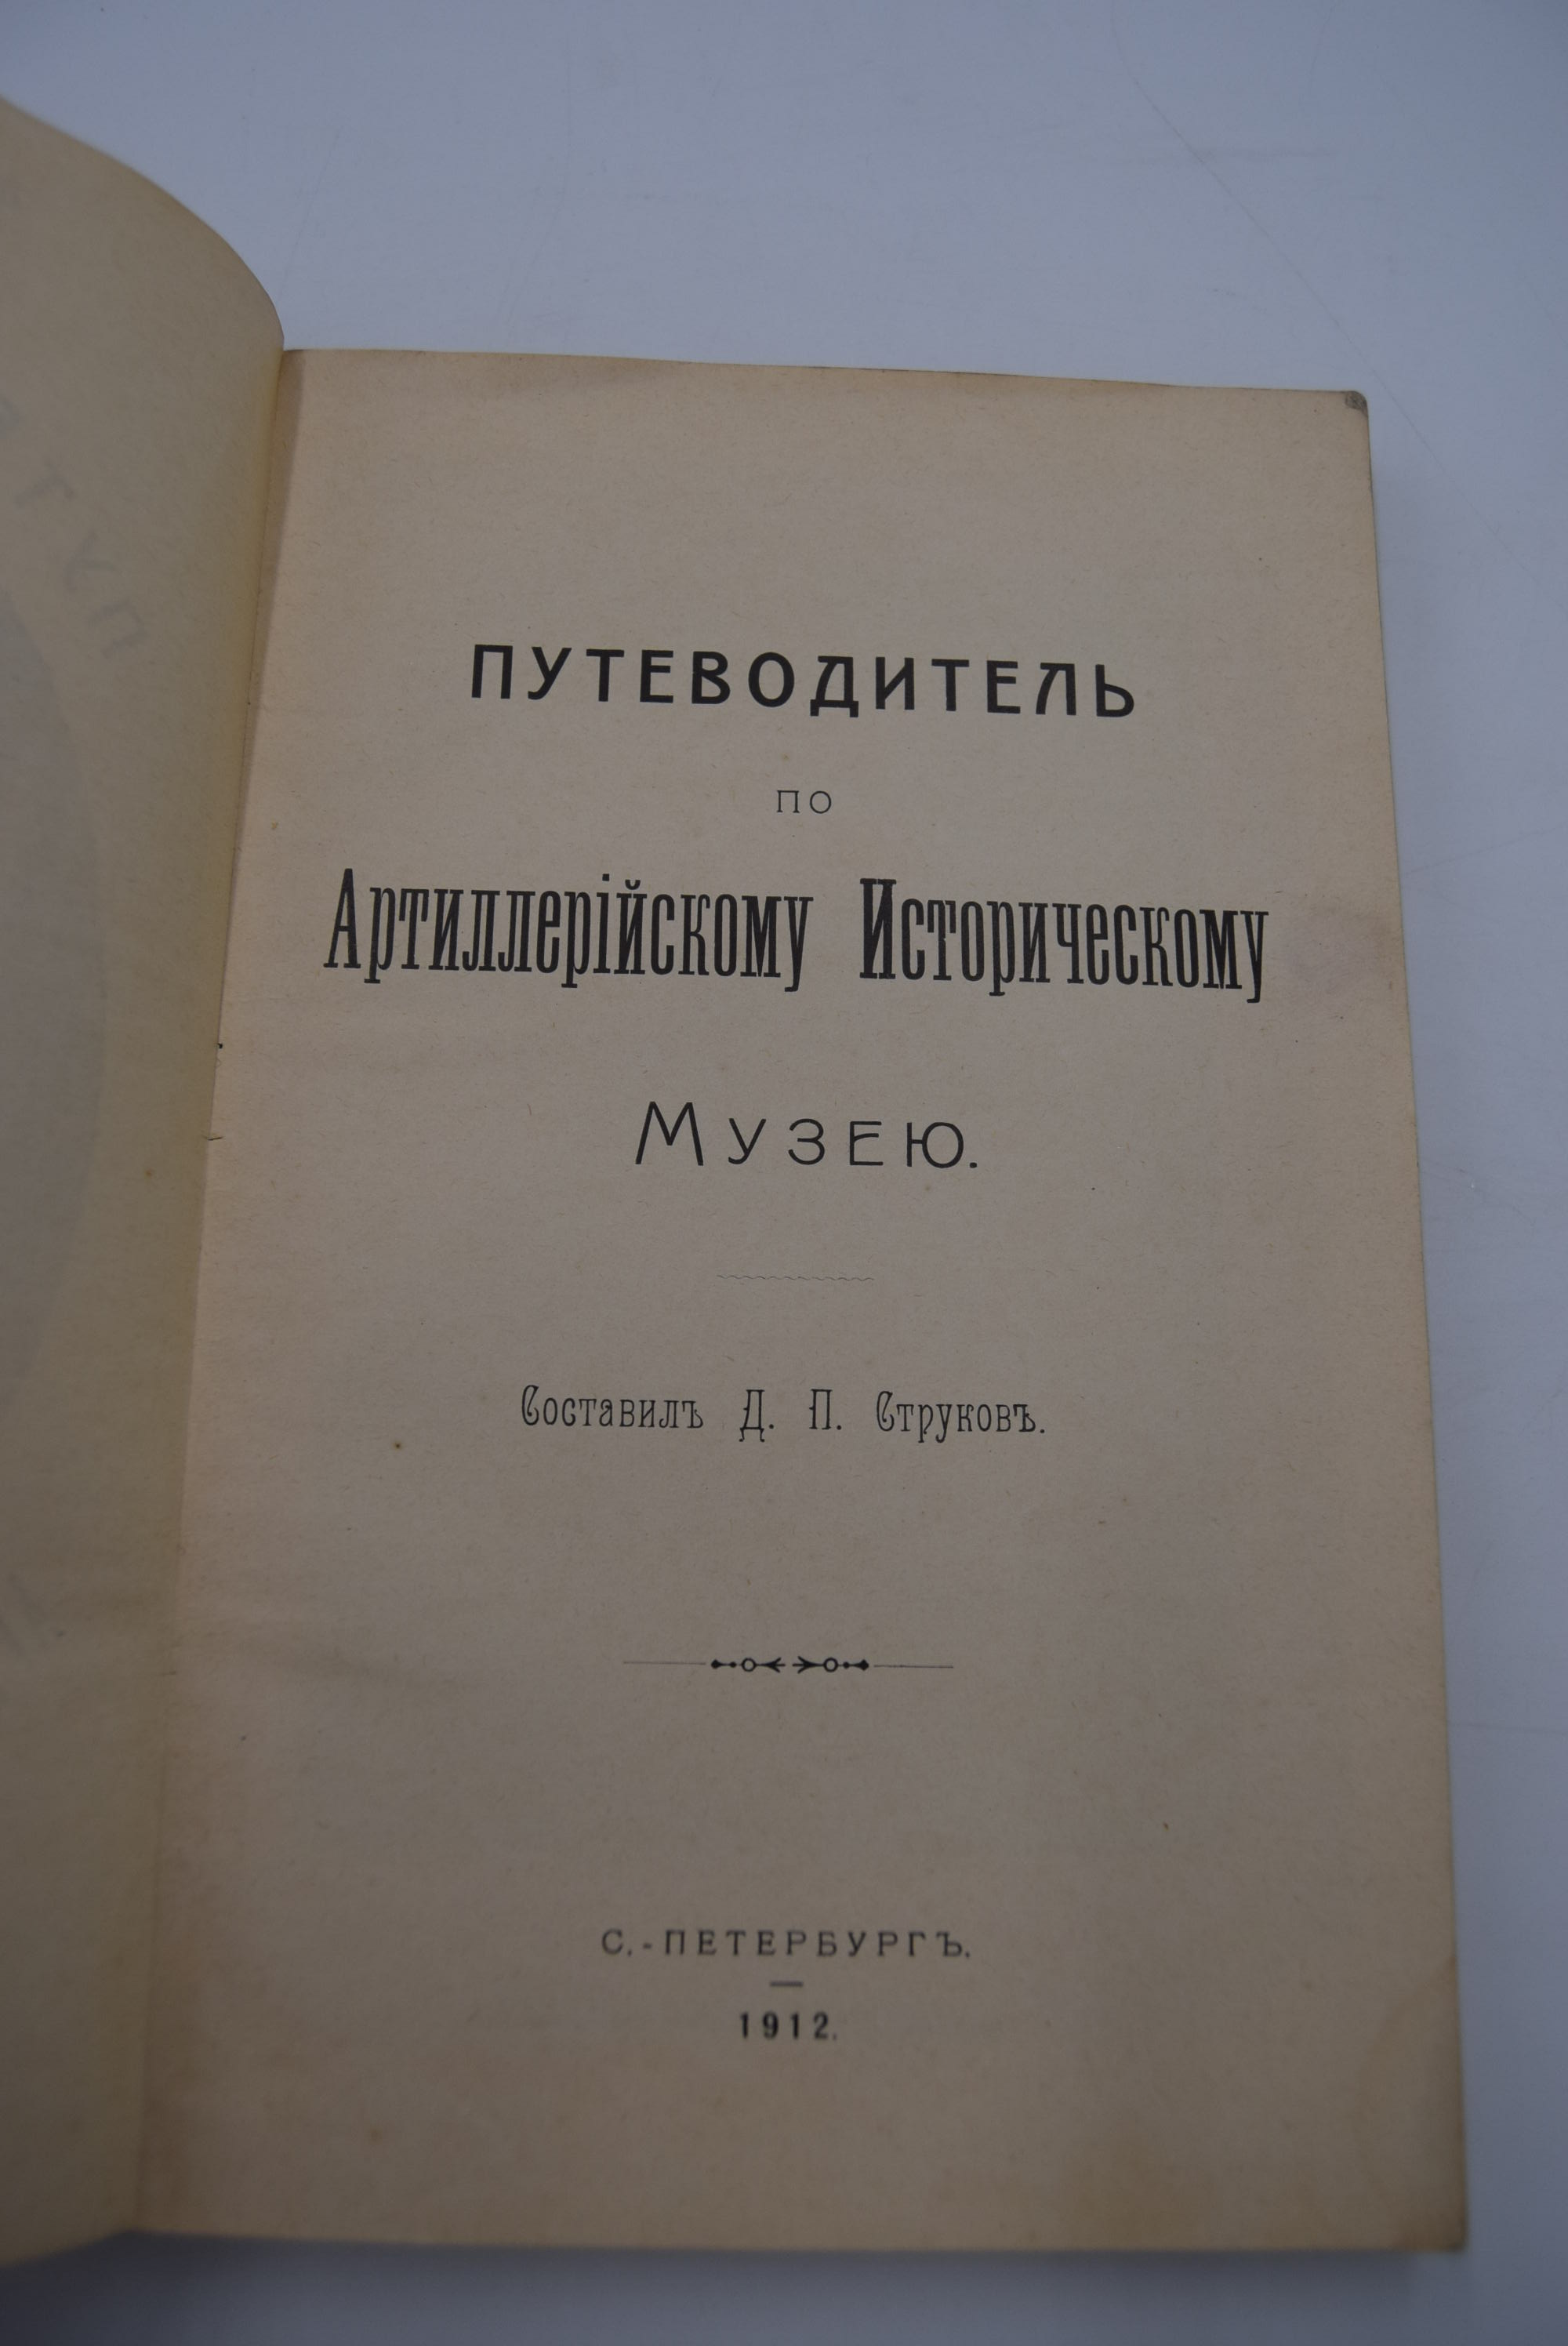 ПУТЕВОДИТЕЛЬ
ПО
Артиллерійскому Историческому
Музею.
Составилъ Д. П. Струковъ.
С.-ПЕТЕРБУРГЪ.
1912.